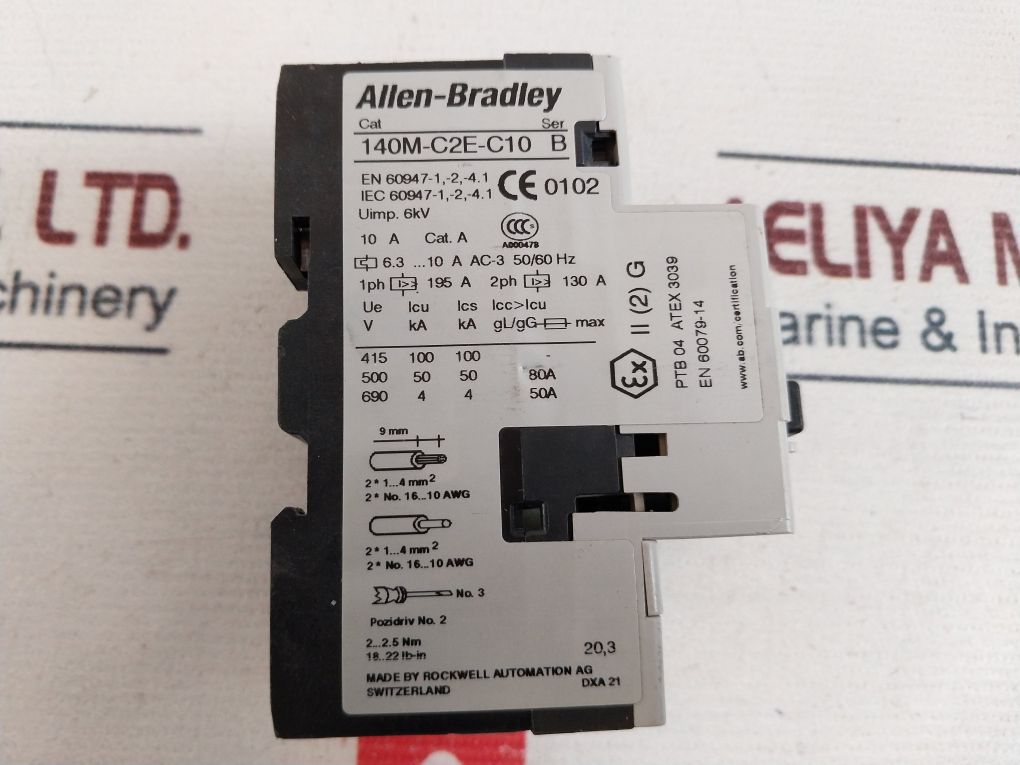 Allen-Bradley
Cat Ser
140M-C2E-C10 B
EN 60947-1,-2,-4.1
IEC 60947-1,-2,-4.1
CE 0102
Uimp. 6kV
CCC
A000478
10 A Cat. A
6.3 ...10 A AC-3 50/60 Hz
1ph I> 195 A 2ph I> 130 A
Ue Icu Ics Icc>Icu
V kA kA gL/gG max
415 100 100 -
500 50 50 80A
690 4 4 50A
Ex II (2) G
PTB 04 ATEX 3039
EN 60079-14
www.ab.com/certification
9 mm
2 * 1...4 mm2
2 * No. 16...10 AWG
2 * 1...4 mm2
2 * No. 16...10 AWG
No. 3
Pozidriv No. 2
2...2.5 Nm
18..22 lb-in
20,3
MADE BY ROCKWELL AUTOMATION AG
SWITZERLAND DXA 21
LTD.
chinery
ELIYA M
arine & In